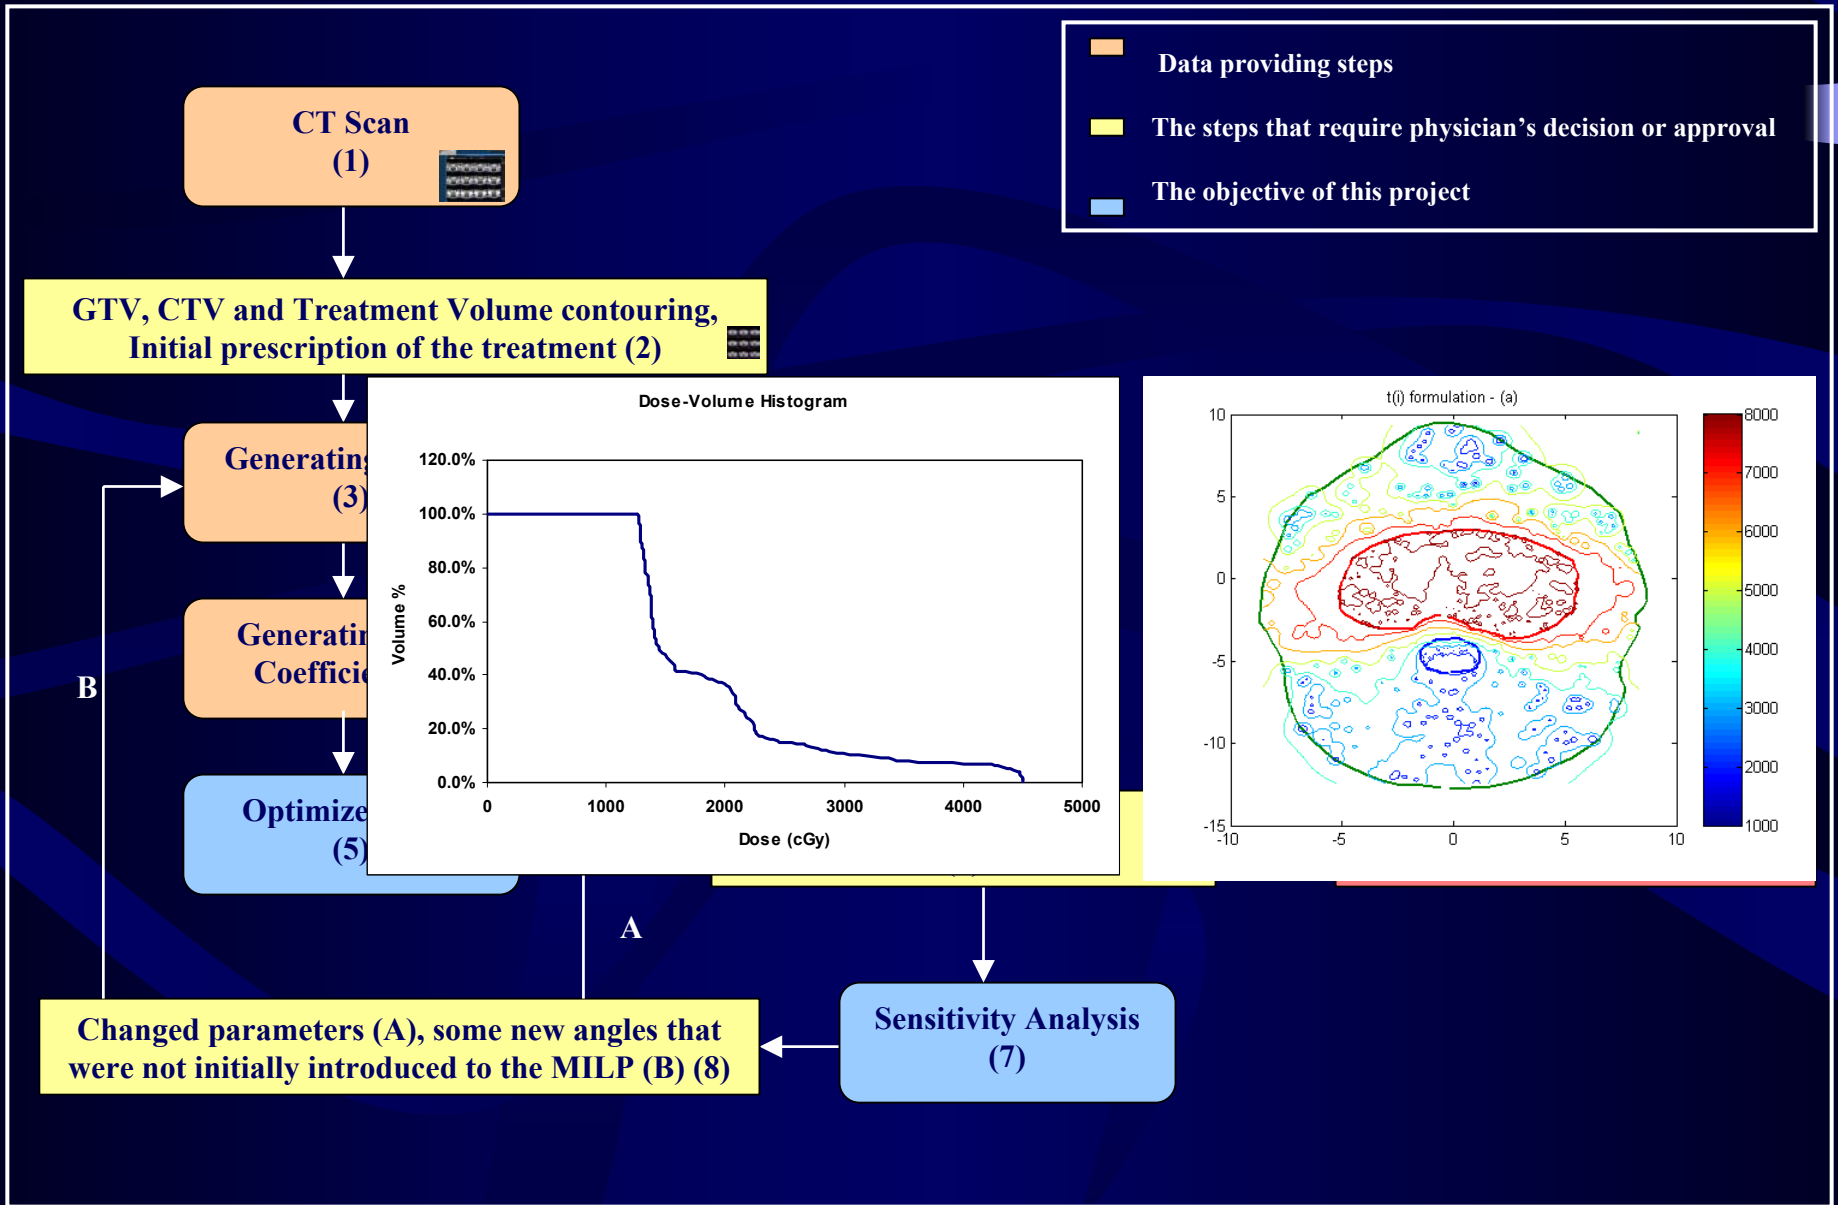 Data providing steps
The steps that require physician's decision or approval
The objective of this project
CT Scan
(1)
GTV, CTV and Treatment Volume contouring,
Initial prescription of the treatment (2)
Generating
(3)
Coefficie
Optimize
(5)
B
A
Changed parameters (A), some new angles that
were not initially introduced to the MILP (B) (8)
Sensitivity Analysis
(7)
Dose-Volume Histogram
120.0%
100.0%
80.0%
60.0%
40.0%
20.0%
0.0%
Volume %
0 1000 2000 3000 4000 5000
Dose (cGy)
t(i) formulation - (a)
10
5
0
-5
-10
-15
-10 -5 0 5 10
8000
7000
6000
5000
4000
3000
2000
1000